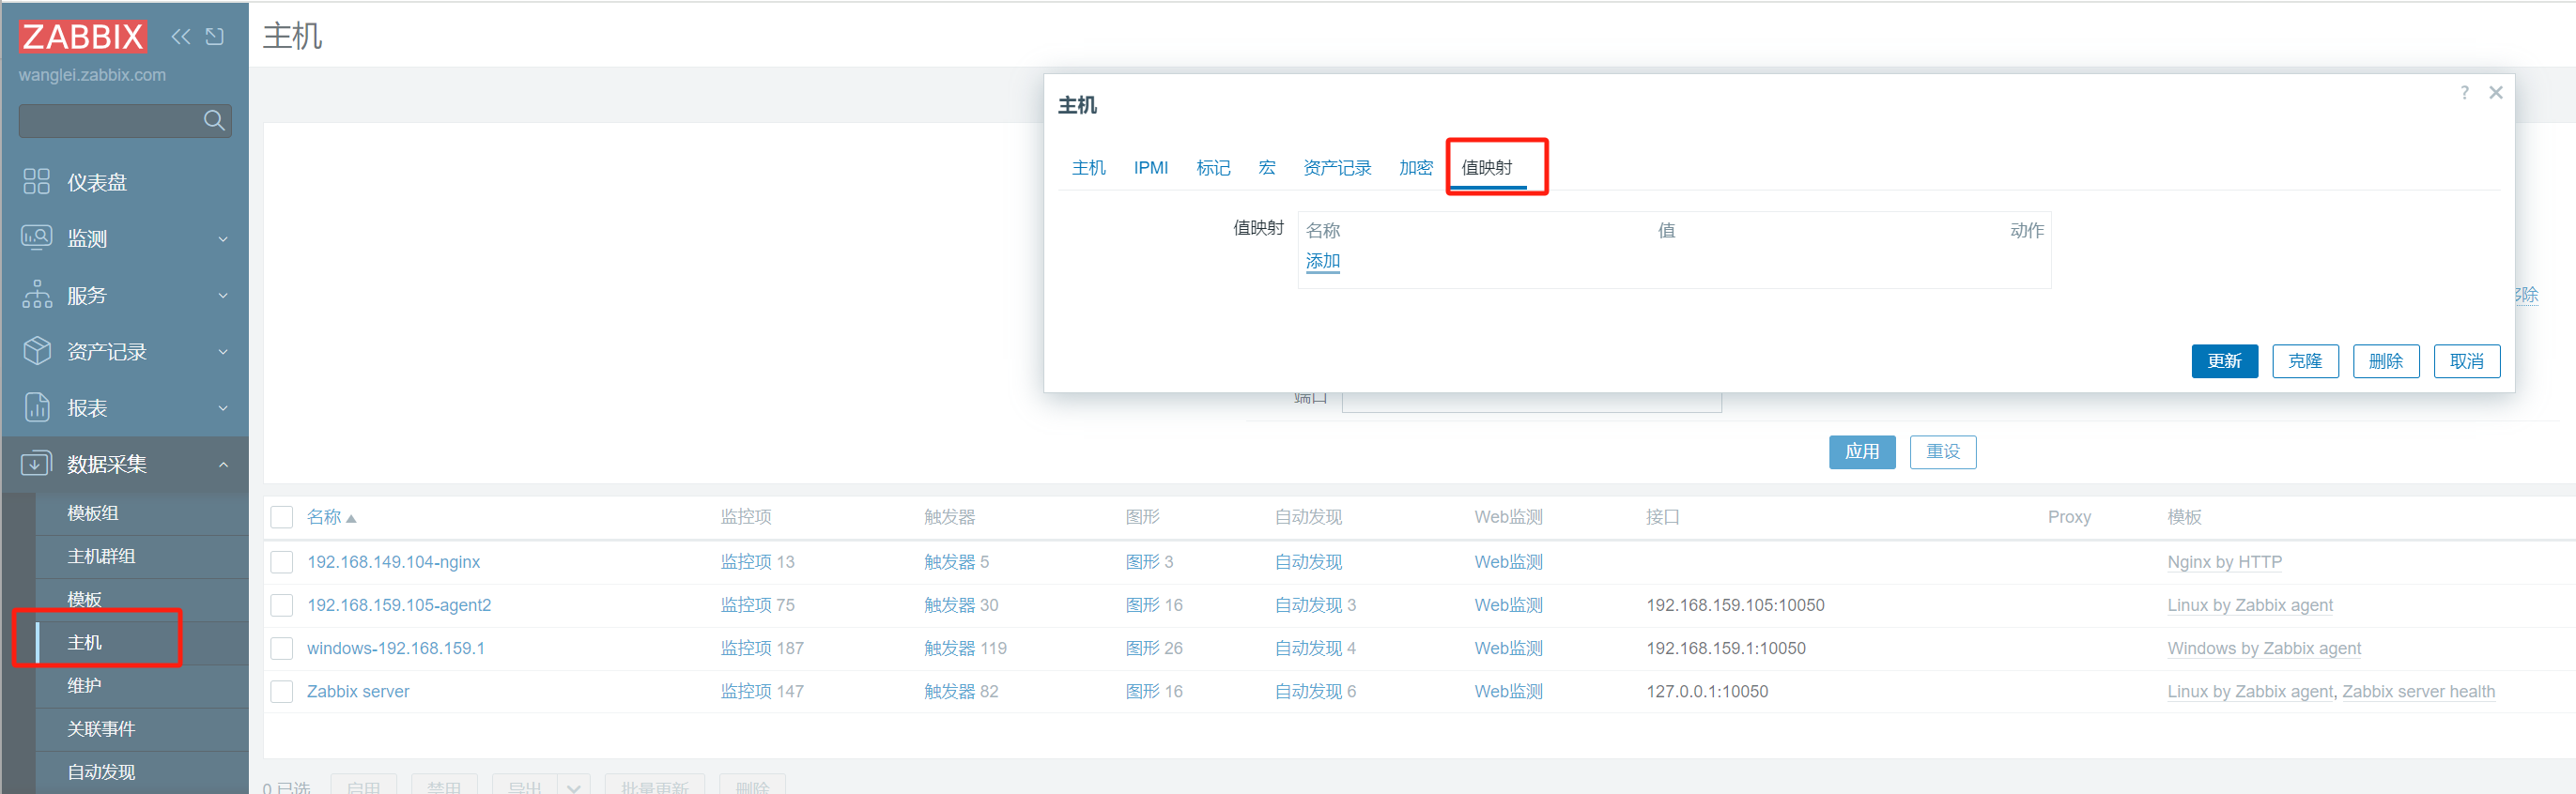 ZABBIX
wanglei.zabbix.com
仪表盘
监测
服务
资产记录
报表
数据采集
模板组
主机群组
模板
主机
维护
关联事件
自动发现
主机
主机
?
主机 IPMI 标记 宏 资产记录 加密 值映射
值映射 名称 值 动作
添加
移除
更新 克隆 删除 取消
端口
应用 重设
名称 监控项 触发器 图形 自动发现 Web监测 接口 Proxy 模板
192.168.149.104-nginx 监控项 13 触发器 5 图形 3 自动发现 Web监测 Nginx by HTTP
192.168.159.105-agent2 监控项 75 触发器 30 图形 16 自动发现 3 Web监测 192.168.159.105:10050 Linux by Zabbix agent
windows-192.168.159.1 监控项 187 触发器 119 图形 26 自动发现 4 Web监测 192.168.159.1:10050 Windows by Zabbix agent
Zabbix server 监控项 147 触发器 82 图形 16 自动发现 6 Web监测 127.0.0.1:10050 Linux by Zabbix agent, Zabbix server health
0 已选 启用 禁用 导出 批量更新 删除